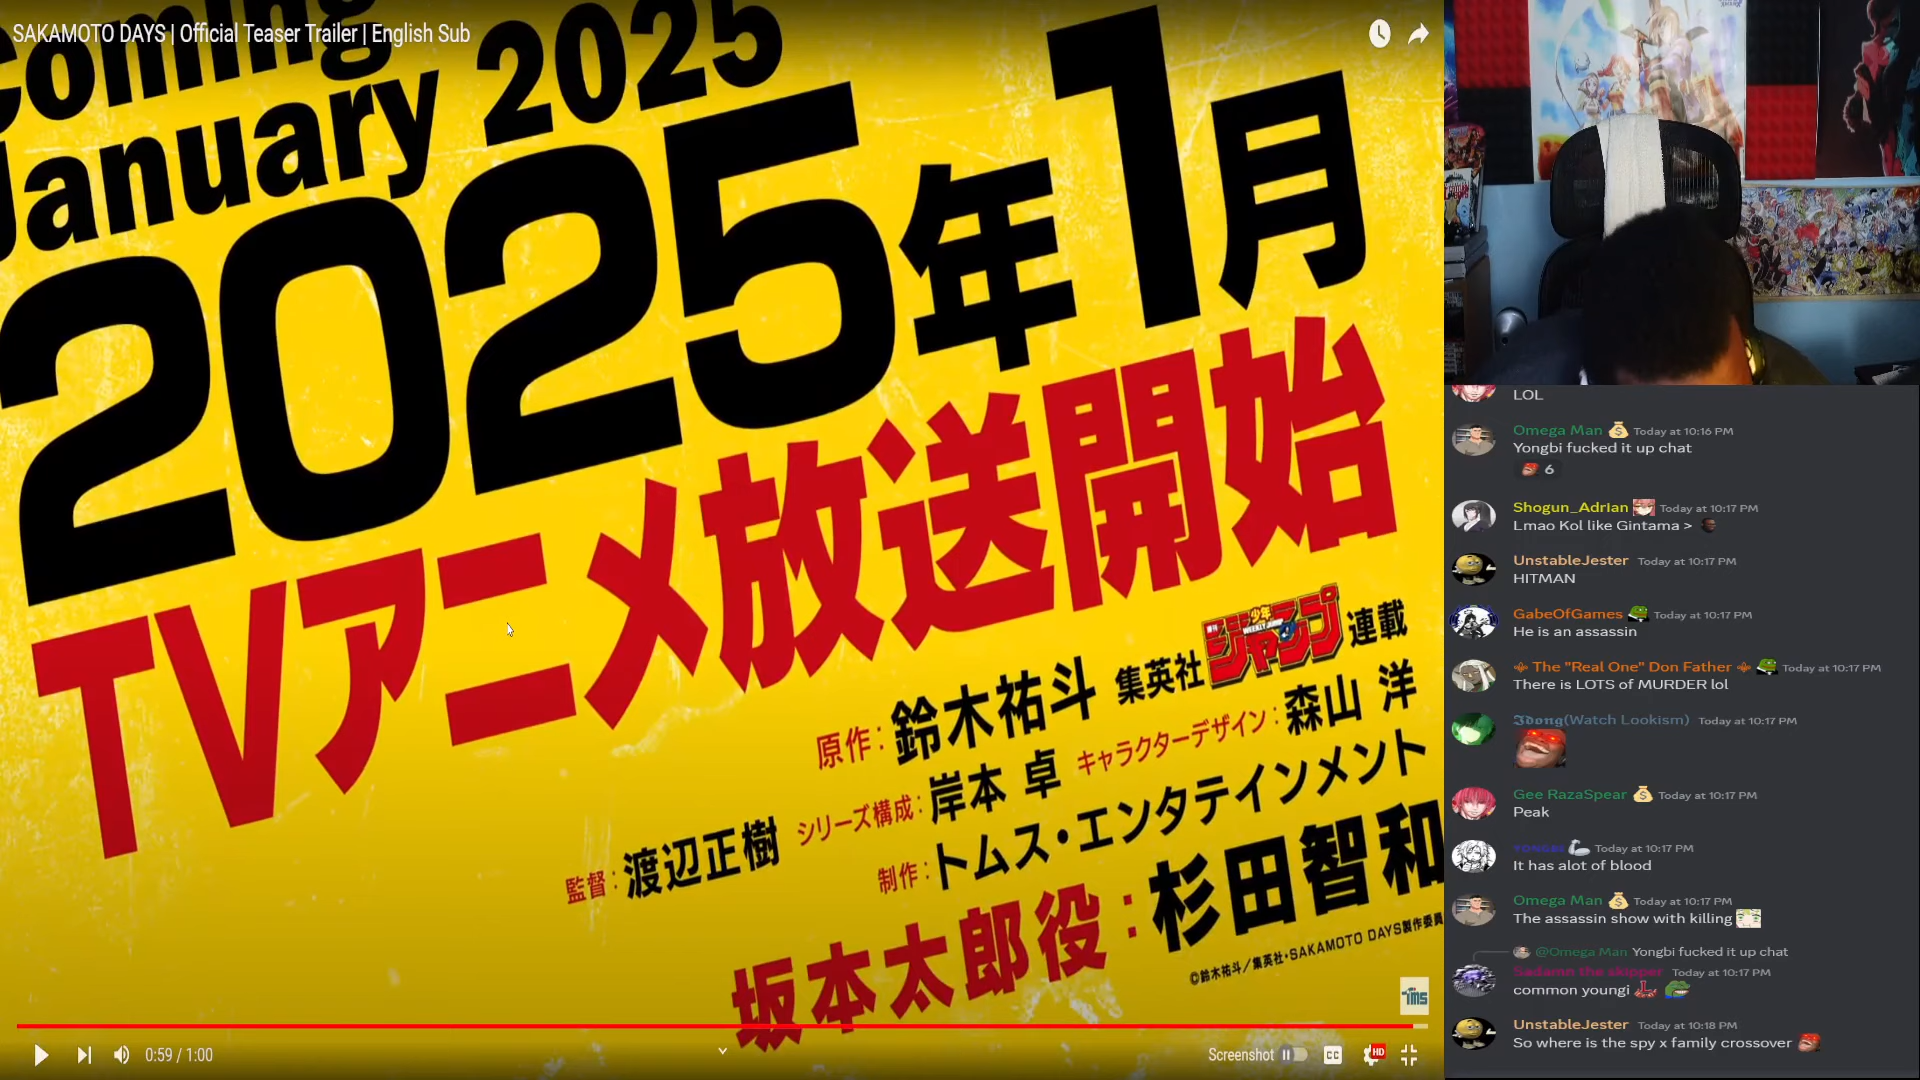 SAKAMOTO DAYS | Official Teaser Trailer | English Sub
Coming
January 2025
2025年1月
TVアニメ放送開始
原作：鈴木祐斗 集英社 週刊少年ジャンプ 連載
WEEKLY JUMP
シリーズ構成：岸本 卓 キャラクターデザイン：森山 洋
監督：渡辺正樹 制作：トムス・エンタテインメント
坂本太郎役：杉田智和
©鈴木祐斗／集英社・SAKAMOTO DAYS製作委員
tms
0:59 / 1:00
Screenshot
CC
HD
LOL
Omega Man Today at 10:16 PM
Yongbi fucked it up chat
6
Shogun_Adrian Today at 10:17 PM
Lmao Kol like Gintama >
UnstableJester Today at 10:17 PM
HITMAN
GabeOfGames Today at 10:17 PM
He is an assassin
The "Real One" Don Father Today at 10:17 PM
There is LOTS of MURDER lol
(Watch Lookism) Today at 10:17 PM
Gee RazaSpear Today at 10:17 PM
Peak
YONGBI Today at 10:17 PM
It has alot of blood
Omega Man Today at 10:17 PM
The assassin show with killing
@Omega Man Yongbi fucked it up chat
Sadamn the skipper Today at 10:17 PM
common youngi
UnstableJester Today at 10:18 PM
So where is the spy x family crossover